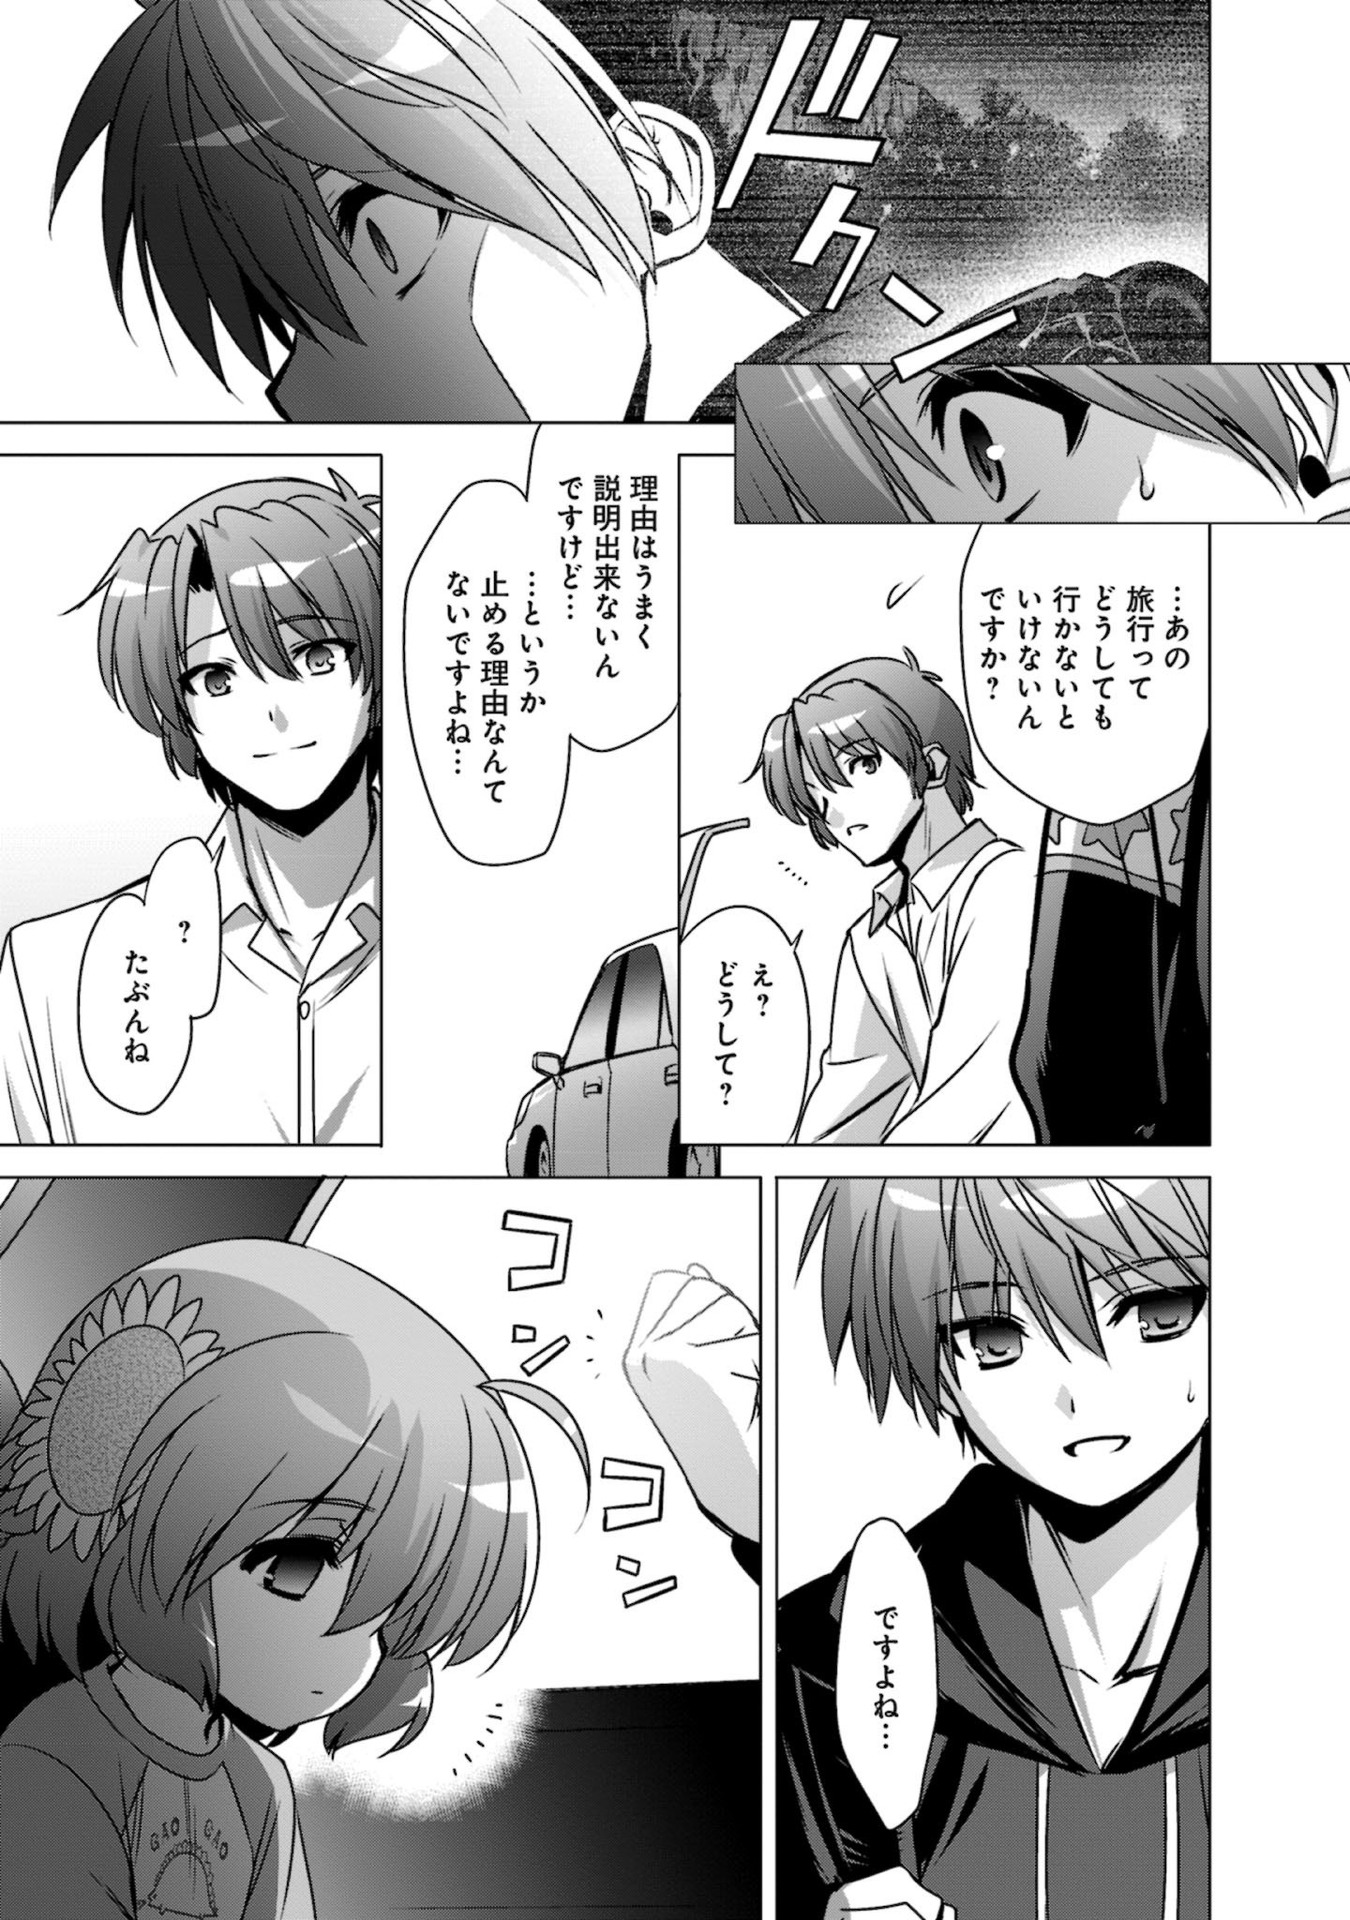 ドクン
…あの
旅行って
どうしても
行かないと
いけないん
ですか?
え?
どうして?
理由はうまく
説明出来ないん
ですけど…
…というか
止める理由なんて
ないですよね…
?
たぶんね
ですよね…
コンコン
GAO GAO